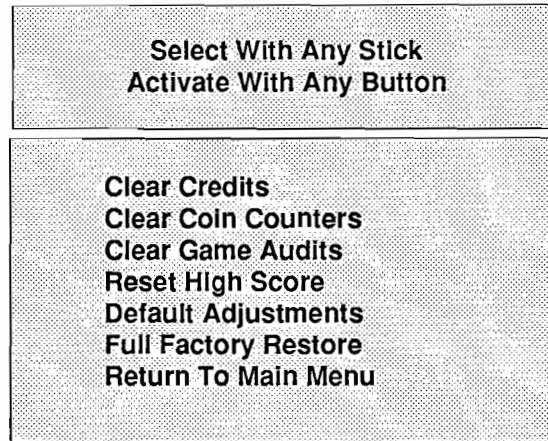 Select With Any Stick
Activate With Any Button
Clear Credits
Clear Coin Counters
Clear Game Audits
Reset High Score
Default Adjustments
Full Factory Restore
Return To Main Menu